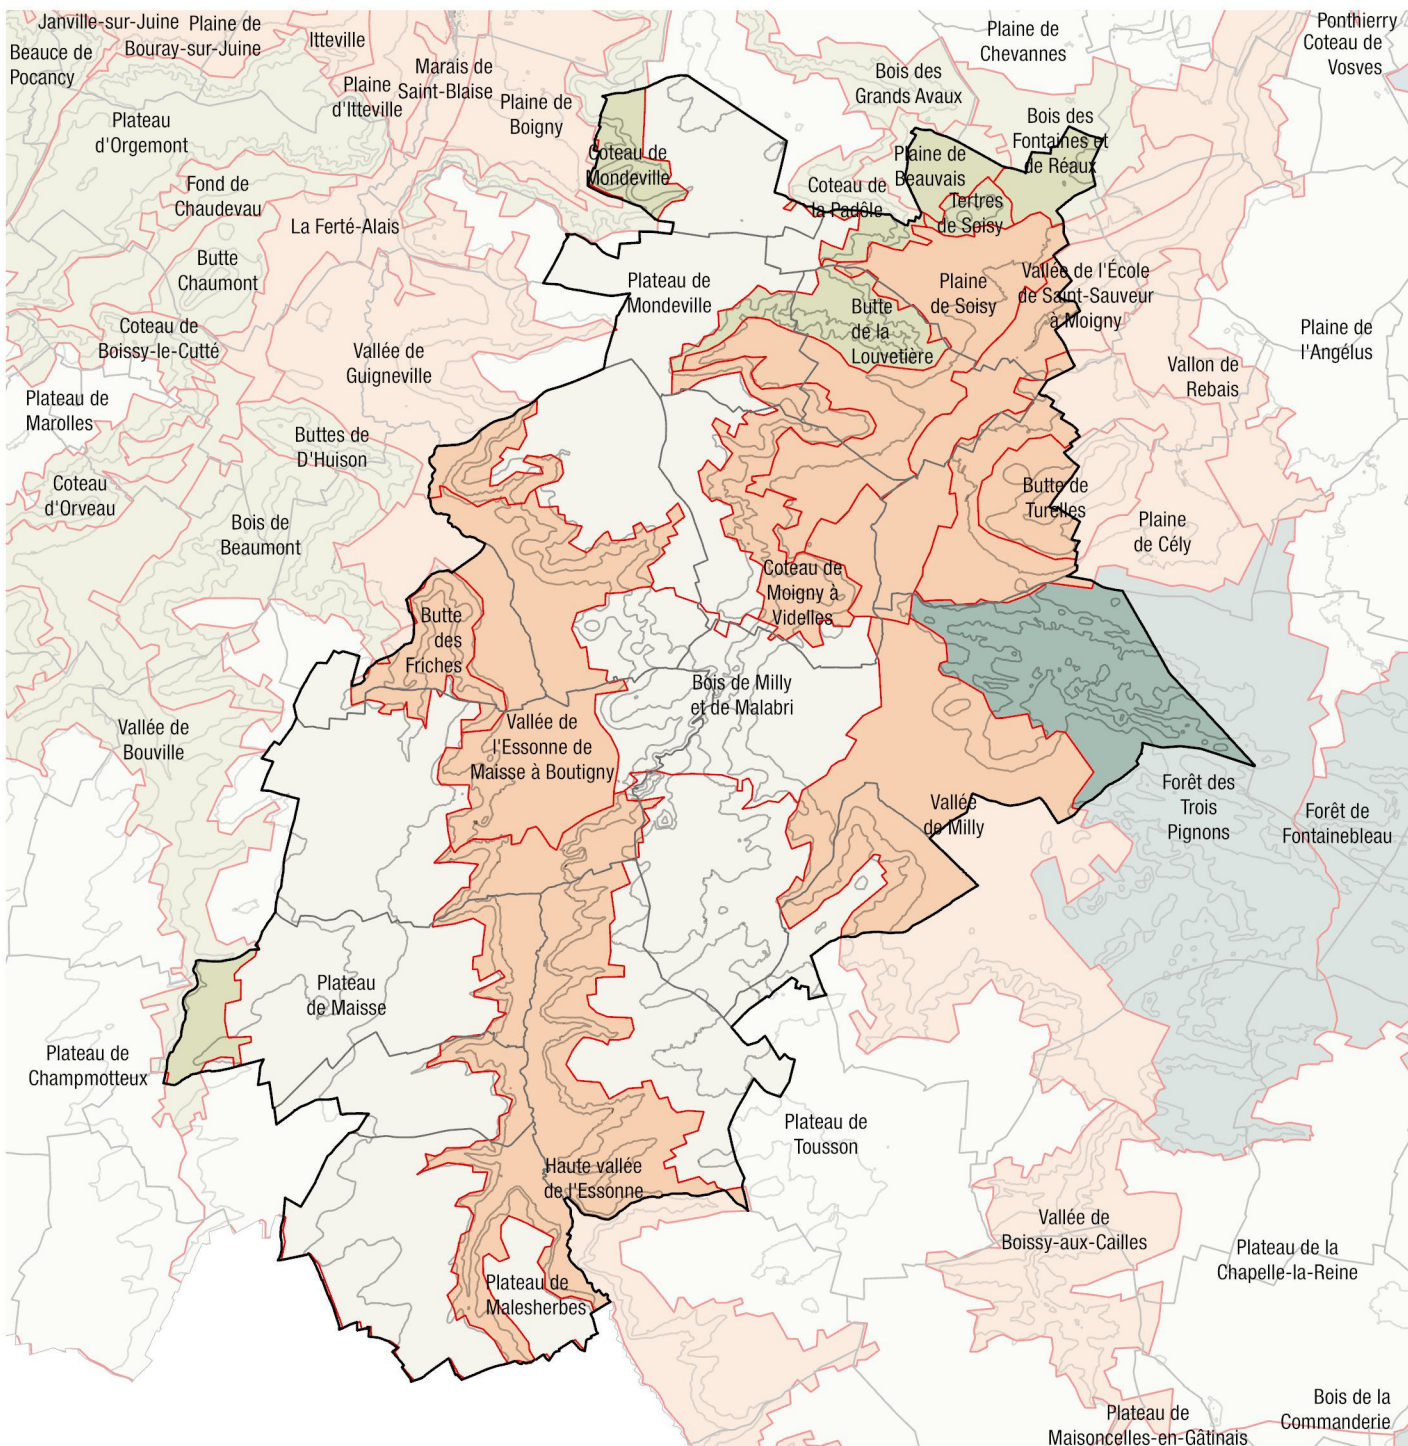 Janville-sur-Juine
Plaine de
Bouray-sur-Juine
Itteville
Beauce de
Pocancy
Marais de
Saint-Blaise
Plaine
d'Itteville
Plaine de
Boigny
Plaine de
Chevannes
Ponthierry
Coteau de
Vosves
Bois des
Grands Avaux
Bois des
Fontaines et
de Réaux
Plateau
d'Orgemont
Coteau de
Mondeville
Plaine de
Beauvais
Coteau de
la Padôle
Tertres
de Soisy
Fond de
Chaudevau
La Ferté-Alais
Butte
Chaumont
Plateau de
Mondeville
Plaine
de Soisy
Vallée de l'École
de Saint-Sauveur
à Moigny
Butte
de la
Louvetière
Coteau de
Boissy-le-Cutté
Vallée de
Guigneville
Plaine de
l'Angélus
Vallon de
Rebais
Plateau de
Marolles
Buttes de
D'Huison
Coteau
d'Orveau
Bois de
Beaumont
Butte de
Turelles
Plaine
de Cély
Coteau de
Moigny à
Videlles
Butte
des
Friches
Bois de Milly
et de Malabri
Vallée de
Bouville
Vallée de
l'Essonne de
Maisse à Boutigny
Vallée
de Milly
Forêt des
Trois
Pignons
Forêt de
Fontainebleau
Plateau
de Maisse
Plateau de
Champmotteux
Plateau de
Tousson
Haute vallée
de l'Essonne
Vallée de
Boissy-aux-Cailles
Plateau de la
Chapelle-la-Reine
Plateau de
Malesherbes
Plateau de
Maisoncelles-en-Gâtinais
Bois de la
Commanderie